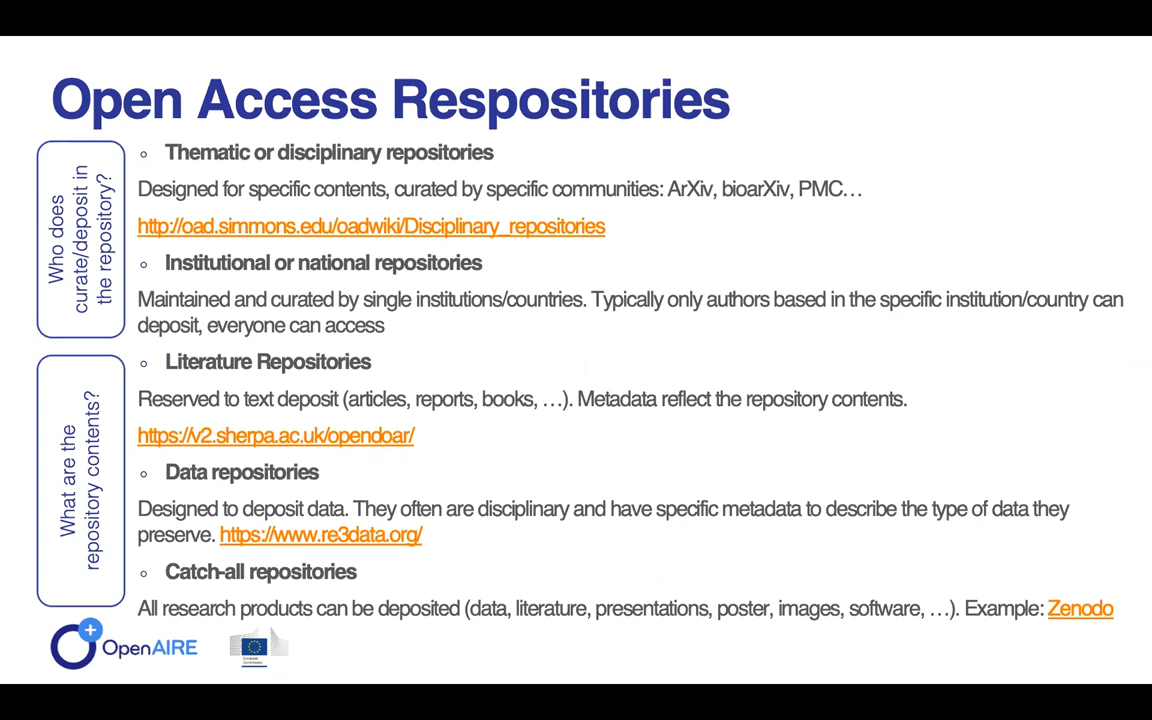 Open Access Respositories
Who does
curate/deposit in
the repository?
◦ Thematic or disciplinary repositories
Designed for specific contents, curated by specific communities: ArXiv, bioarXiv, PMC…
http://oad.simmons.edu/oadwiki/Disciplinary_repositories
◦ Institutional or national repositories
Maintained and curated by single institutions/countries. Typically only authors based in the specific institution/country can
deposit, everyone can access
What are the
repository contents?
◦ Literature Repositories
Reserved to text deposit (articles, reports, books, …). Metadata reflect the repository contents.
https://v2.sherpa.ac.uk/opendoar/
◦ Data repositories
Designed to deposit data. They often are disciplinary and have specific metadata to describe the type of data they
preserve. https://www.re3data.org/
◦ Catch-all repositories
All research products can be deposited (data, literature, presentations, poster, images, software, …). Example: Zenodo
OpenAIRE
European
Commission